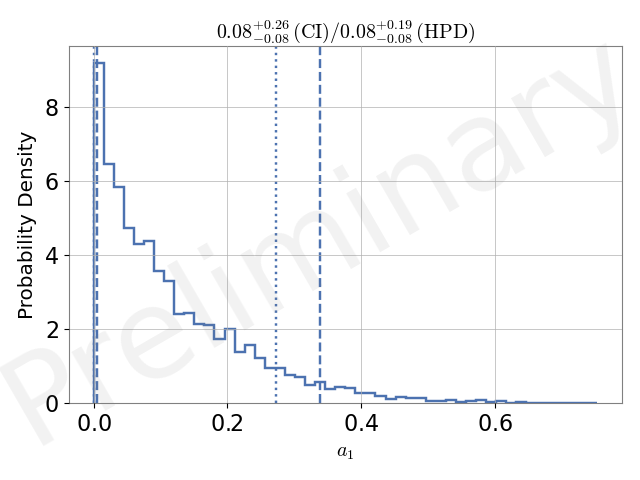 0.08^{+0.26}_{-0.08} (CI)/0.08^{+0.19}_{-0.08} (HPD)
Preliminary
Probability Density
8
6
4
2
0
0.0 0.2 0.4 0.6
a_1